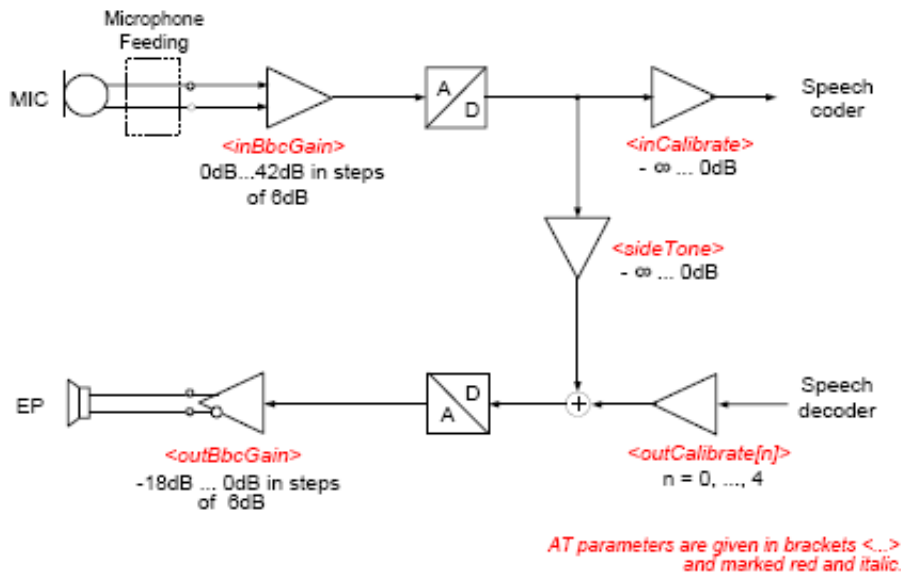 Microphone
Feeding
MIC
A
D
Speech
coder
<inBbcGain>
0dB...42dB in steps
of 6dB
<inCalibrate>
- ∞ ... 0dB
<sideTone>
- ∞ ... 0dB
EP
D
A
+
Speech
decoder
<outBbcGain>
-18dB ... 0dB in steps
of 6dB
<outCalibrate[n]>
n = 0, ..., 4
AT parameters are given in brackets <...>
and marked red and italic.